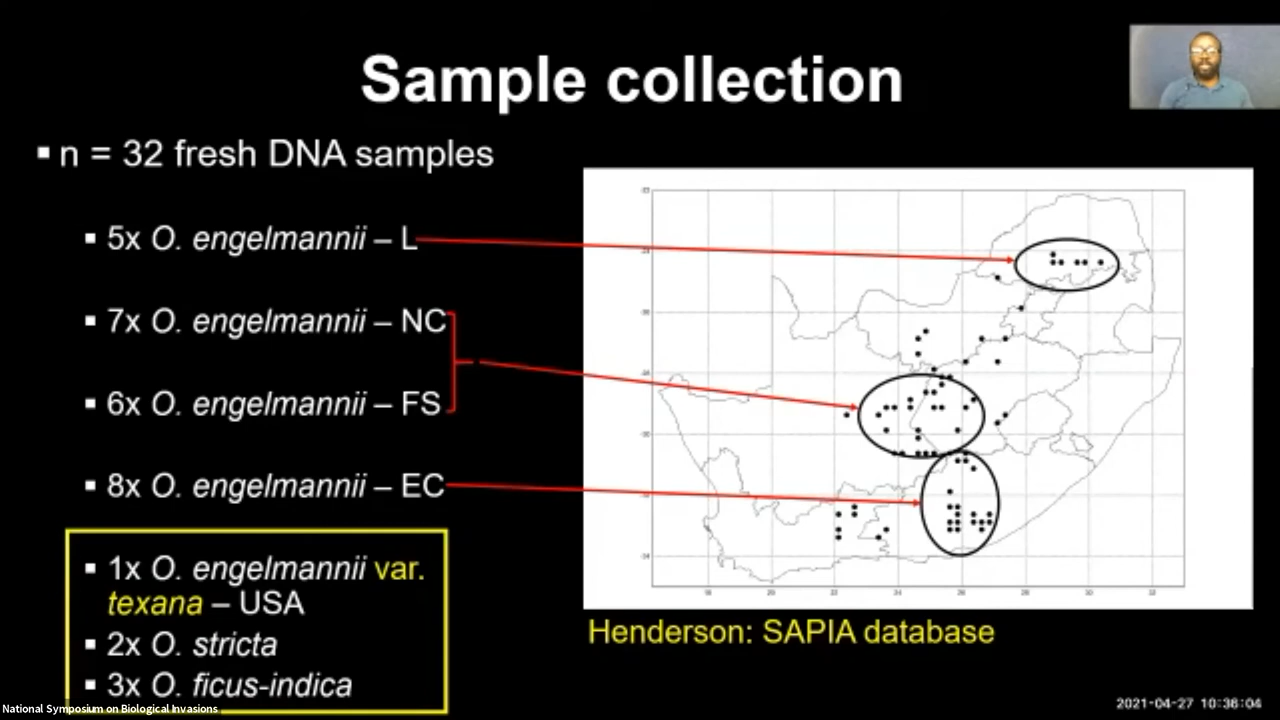 Sample collection
▪ n = 32 fresh DNA samples
▪ 5x O. engelmannii – L
▪ 7x O. engelmannii – NC
▪ 6x O. engelmannii – FS
▪ 8x O. engelmannii – EC
▪ 1x O. engelmannii var.
texana – USA
▪ 2x O. stricta
▪ 3x O. ficus-indica
Henderson: SAPIA database
National Symposium on Biological Invasions
2021-04-27 10:36:04